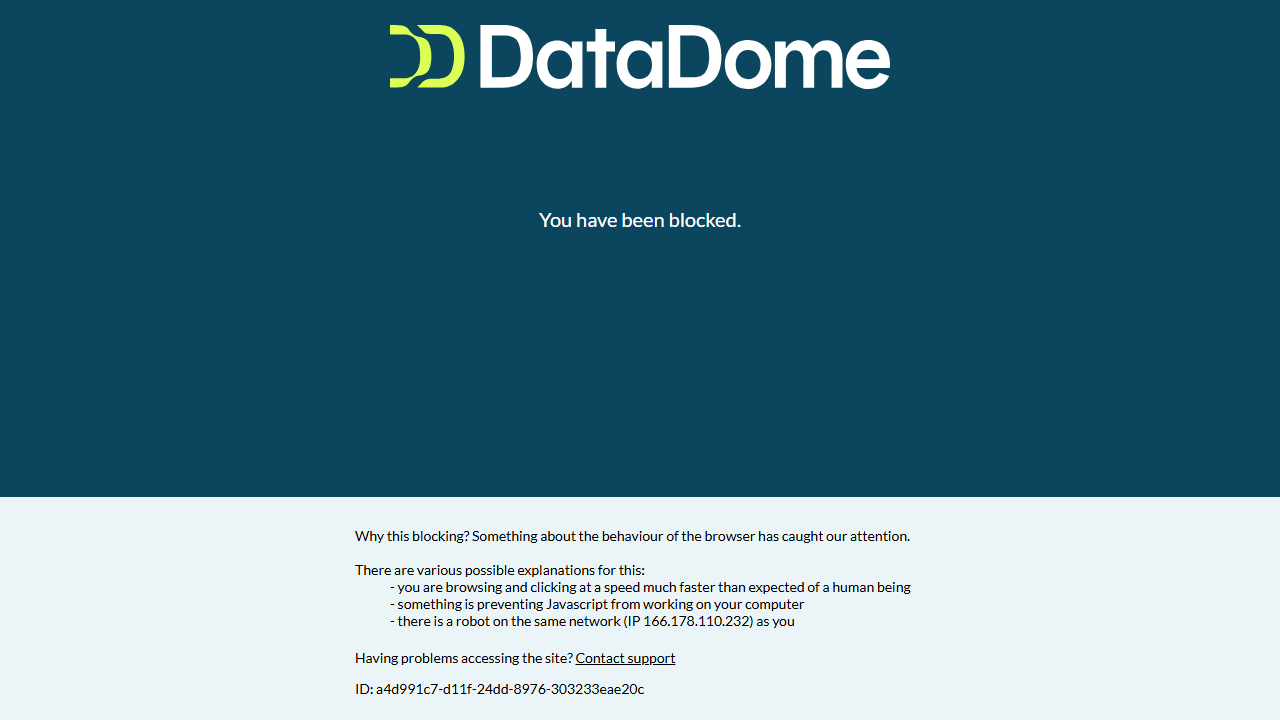 DataDome
You have been blocked.
Why this blocking? Something about the behaviour of the browser has caught our attention.
There are various possible explanations for this:
- you are browsing and clicking at a speed much faster than expected of a human being
- something is preventing Javascript from working on your computer
- there is a robot on the same network (IP 166.178.110.232) as you
Having problems accessing the site? Contact support
ID: a4d991c7-d11f-24dd-8976-303233eae20c